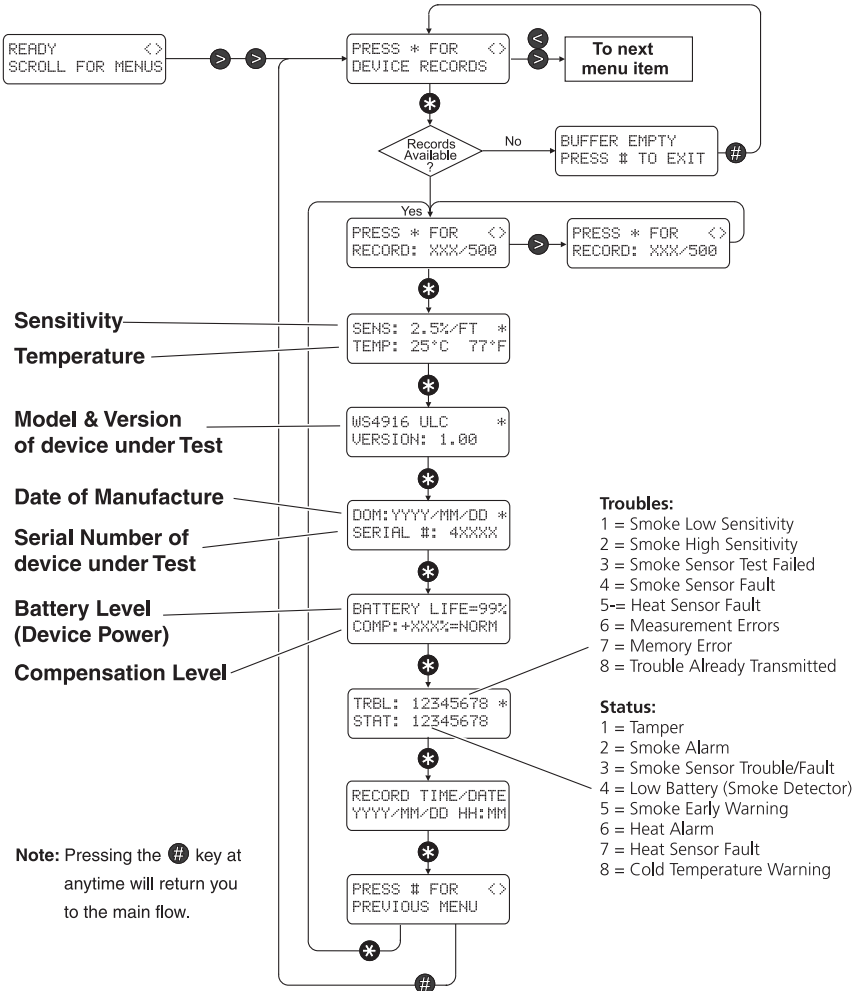 READY <>
SCROLL FOR MENUS
> >
PRESS * FOR <>
DEVICE RECORDS
<
>
To next
menu item
*
Records
Available
?
No
BUFFER EMPTY
PRESS # TO EXIT
#
Yes
PRESS * FOR <>
RECORD: XXX/500
>
PRESS * FOR <>
RECORD: XXX/500
*
Sensitivity
Temperature
SENS: 2.5%/FT *
TEMP: 25°C 77°F
*
Model & Version
of device under Test
WS4916 ULC *
VERSION: 1.00
*
Date of Manufacture
Serial Number of
device under Test
DOM:YYYY/MM/DD *
SERIAL #: 4XXXX
*
Battery Level
(Device Power)
Compensation Level
BATTERY LIFE=99%
COMP:+XXX%=NORM
*
Troubles:
1 = Smoke Low Sensitivity
2 = Smoke High Sensitivity
3 = Smoke Sensor Test Failed
4 = Smoke Sensor Fault
5-= Heat Sensor Fault
6 = Measurement Errors
7 = Memory Error
8 = Trouble Already Transmitted
TRBL: 12345678 *
STAT: 12345678
*
Status:
1 = Tamper
2 = Smoke Alarm
3 = Smoke Sensor Trouble/Fault
4 = Low Battery (Smoke Detector)
5 = Smoke Early Warning
6 = Heat Alarm
7 = Heat Sensor Fault
8 = Cold Temperature Warning
RECORD TIME/DATE
YYYY/MM/DD HH:MM
*
Note: Pressing the # key at
anytime will return you
to the main flow.
PRESS # FOR <>
PREVIOUS MENU
*
#